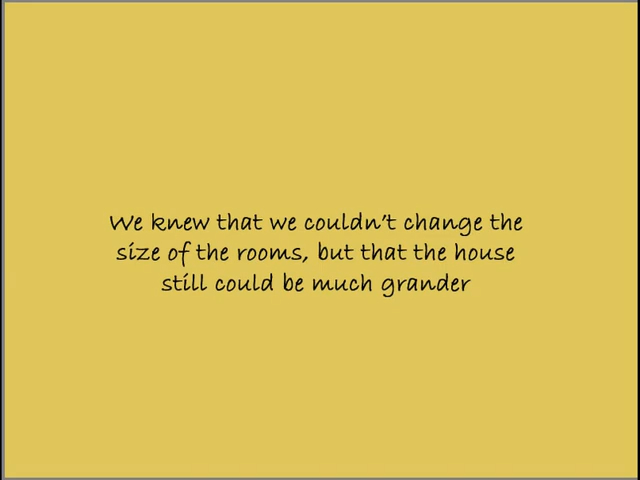 We knew that we couldn’t change the
size of the rooms, but that the house
still could be much grander